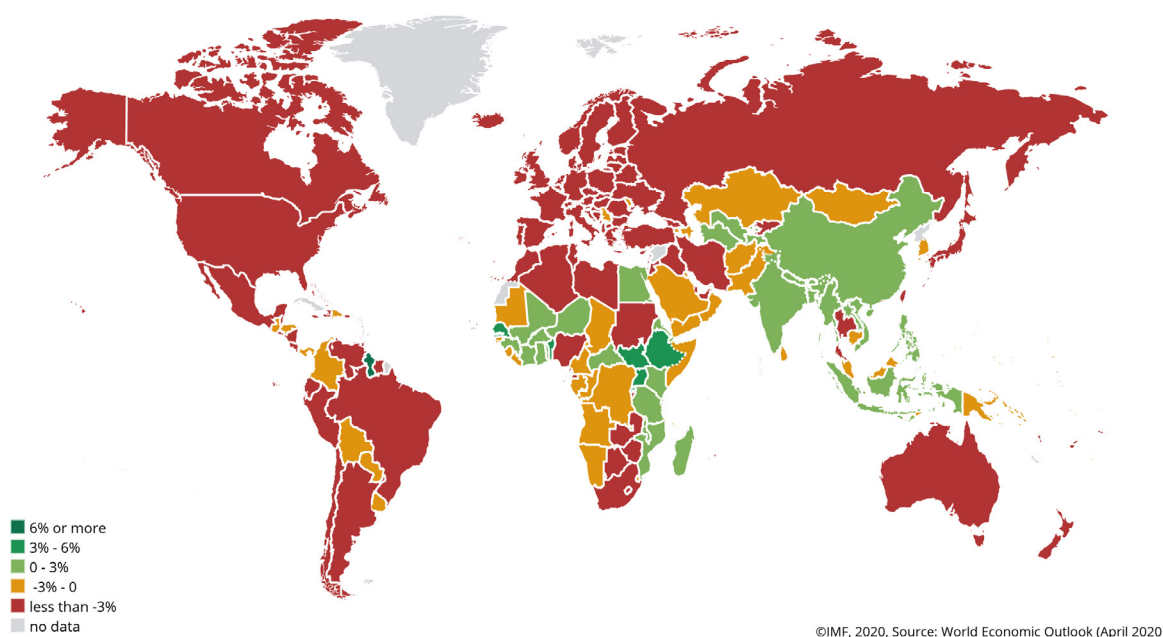 6% or more
3% - 6%
0 - 3%
-3% - 0
less than -3%
no data
©IMF, 2020, Source: World Economic Outlook (April 2020